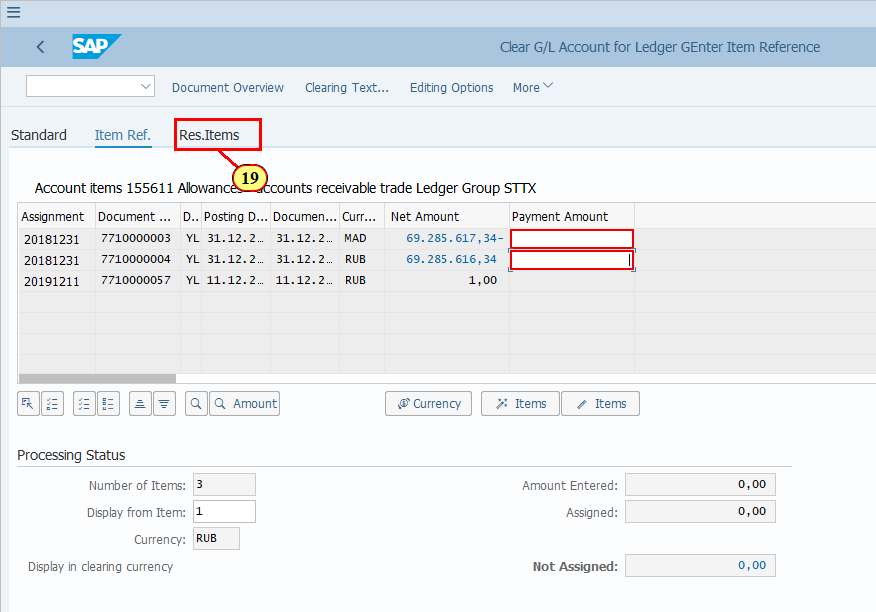 SAP
Clear G/L Account for Ledger GEnter Item Reference
Document Overview Clearing Text... Editing Options More
Standard Item Ref. Res.Items
19
Account items 155611 Allowances accounts receivable trade Ledger Group STTX
Assignment Document ... D.. Posting D... Documen... Curr... Net Amount Payment Amount
20181231 7710000003 YL 31.12.2… 31.12.2… MAD 69.285.617,34-
20181231 7710000004 YL 31.12.2… 31.12.2… RUB 69.285.616,34
20191211 7710000057 YL 11.12.2… 11.12.2… RUB 1,00
Amount Currency Items Items
Processing Status
Number of Items: 3 Amount Entered: 0,00
Display from Item: 1 Assigned: 0,00
Currency: RUB
Display in clearing currency Not Assigned: 0,00